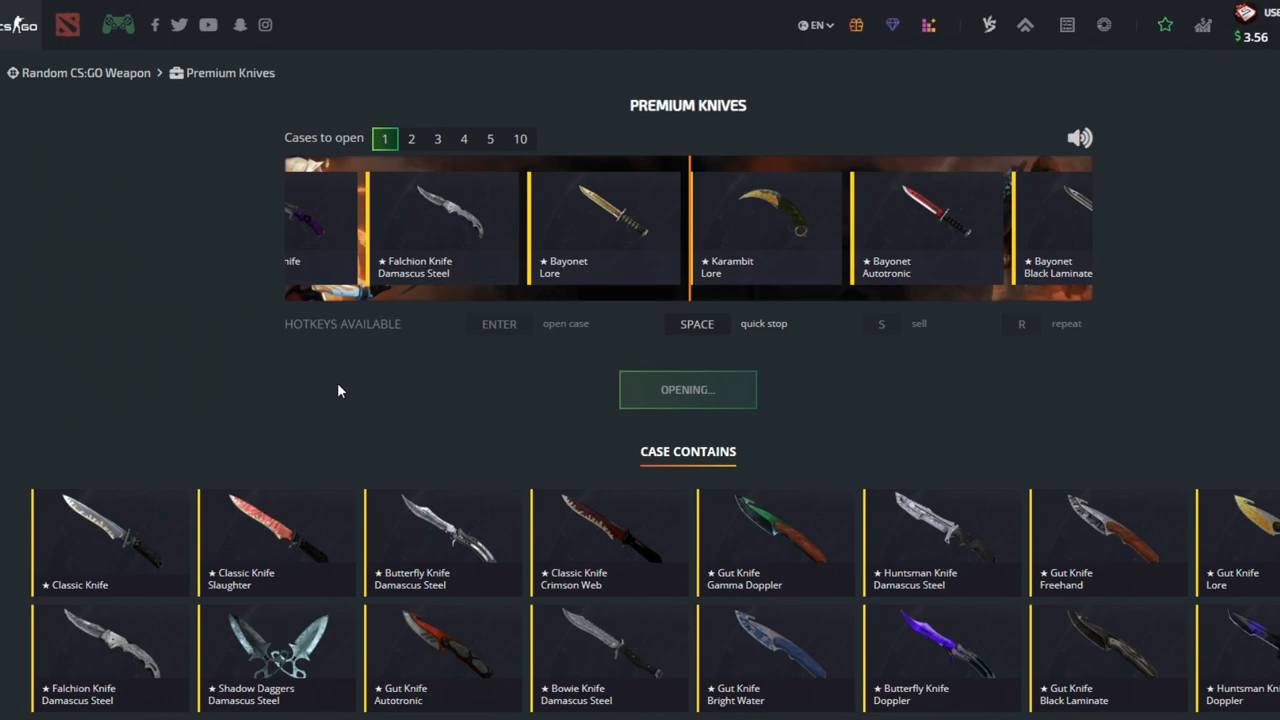 CS:GO
EN
USE
$ 3.56
Random CS:GO Weapon > Premium Knives
PREMIUM KNIVES
Cases to open 1 2 3 4 5 10
nife
★ Falchion Knife
Damascus Steel
★ Bayonet
Lore
★ Karambit
Lore
★ Bayonet
Autotronic
★ Bayonet
Black Laminate
HOTKEYS AVAILABLE ENTER open case SPACE quick stop S sell R repeat
OPENING...
CASE CONTAINS
★ Classic Knife
★ Classic Knife
Slaughter
★ Butterfly Knife
Damascus Steel
★ Classic Knife
Crimson Web
★ Gut Knife
Gamma Doppler
★ Huntsman Knife
Damascus Steel
★ Gut Knife
Freehand
★ Gut Knife
Lore
★ Falchion Knife
Damascus Steel
★ Shadow Daggers
Damascus Steel
★ Gut Knife
Autotronic
★ Bowie Knife
Damascus Steel
★ Gut Knife
Bright Water
★ Butterfly Knife
Doppler
★ Gut Knife
Black Laminate
★ Huntsman Kni
Doppler